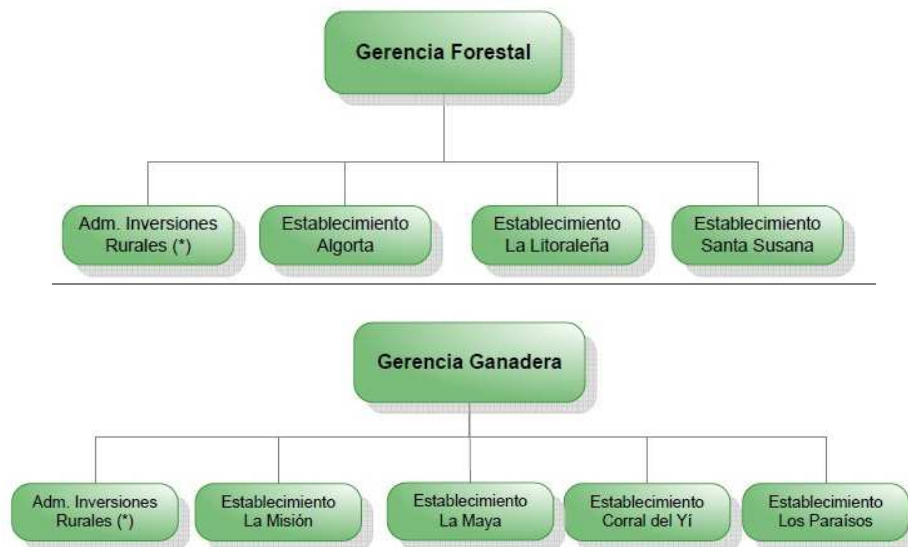 Gerencia Forestal
Adm. Inversiones
Rurales (*)
Establecimiento
Algorta
Establecimiento
La Litoraleña
Establecimiento
Santa Susana
Gerencia Ganadera
Adm. Inversiones
Rurales (*)
Establecimiento
La Misión
Establecimiento
La Maya
Establecimiento
Corral del Yí
Establecimiento
Los Paraísos